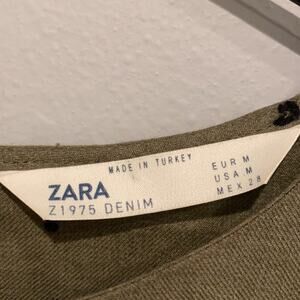 MADE IN TURKEY
ZARA
Z1975 DENIM
EUR M
USA M
MEX 28